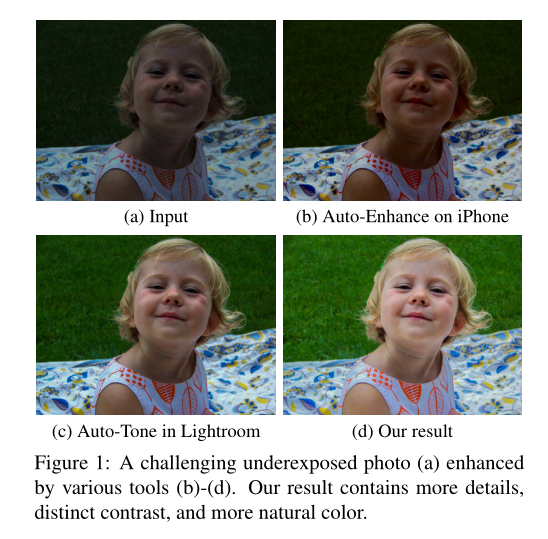 (a) Input
(b) Auto-Enhance on iPhone
(c) Auto-Tone in Lightroom
(d) Our result
Figure 1: A challenging underexposed photo (a) enhanced
by various tools (b)-(d). Our result contains more details,
distinct contrast, and more natural color.